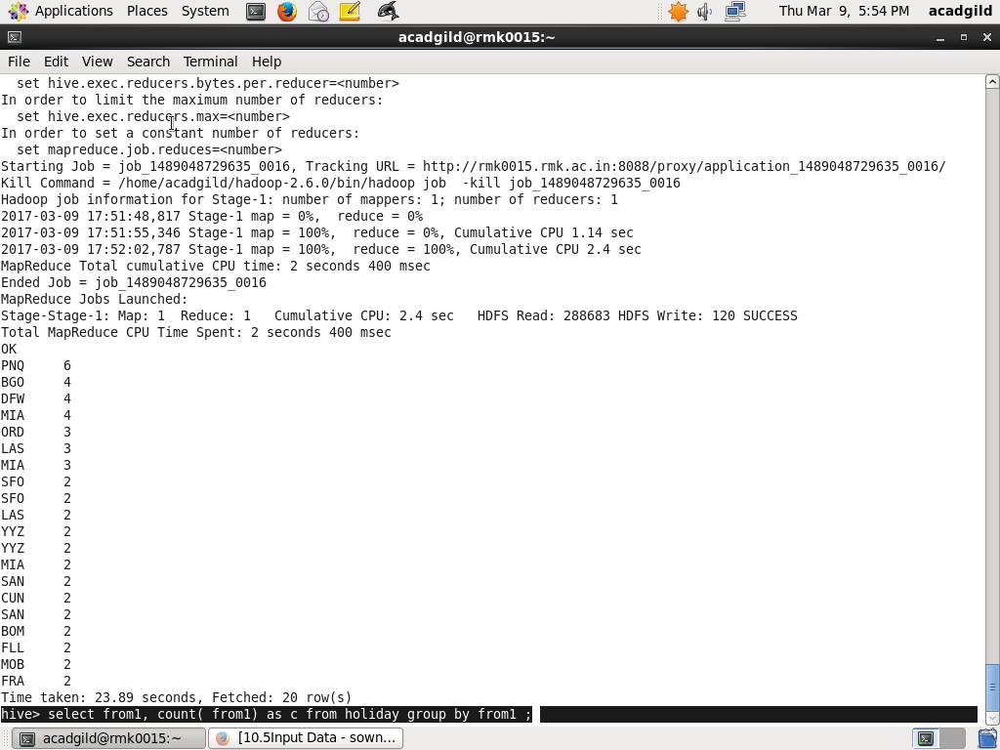 Applications Places System Thu Mar 9, 5:54 PM acadgild
acadgild@rmk0015:~
File Edit View Search Terminal Help
set hive.exec.reducers.bytes.per.reducer=<number>
In order to limit the maximum number of reducers:
set hive.exec.reducers.max=<number>
In order to set a constant number of reducers:
set mapreduce.job.reduces=<number>
Starting Job = job_1489048729635_0016, Tracking URL = http://rmk0015.rmk.ac.in:8088/proxy/application_1489048729635_0016/
Kill Command = /home/acadgild/hadoop-2.6.0/bin/hadoop job  -kill job_1489048729635_0016
Hadoop job information for Stage-1: number of mappers: 1; number of reducers: 1
2017-03-09 17:51:48,817 Stage-1 map = 0%,  reduce = 0%
2017-03-09 17:51:55,346 Stage-1 map = 100%,  reduce = 0%, Cumulative CPU 1.14 sec
2017-03-09 17:52:02,787 Stage-1 map = 100%,  reduce = 100%, Cumulative CPU 2.4 sec
MapReduce Total cumulative CPU time: 2 seconds 400 msec
Ended Job = job_1489048729635_0016
MapReduce Jobs Launched:
Stage-Stage-1: Map: 1  Reduce: 1   Cumulative CPU: 2.4 sec   HDFS Read: 288683 HDFS Write: 120 SUCCESS
Total MapReduce CPU Time Spent: 2 seconds 400 msec
OK
PNQ 6
BGO 4
DFW 4
MIA 4
ORD 3
LAS 3
MIA 3
SFO 2
SFO 2
LAS 2
YYZ 2
YYZ 2
MIA 2
SAN 2
CUN 2
SAN 2
BOM 2
FLL 2
MOB 2
FRA 2
Time taken: 23.89 seconds, Fetched: 20 row(s)
hive> select from1, count( from1) as c from holiday group by from1 ;
acadgild@rmk0015:~ [10.5Input Data - sown...